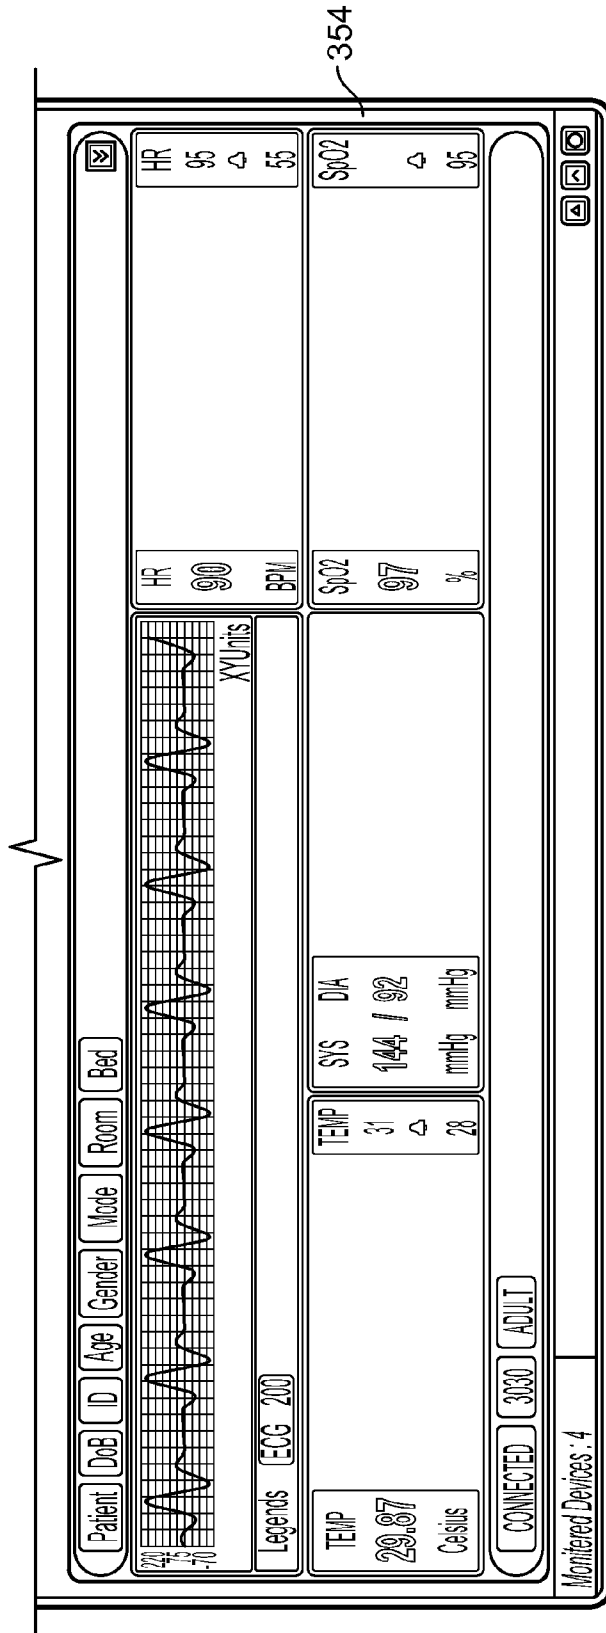 354
Patient DoB ID Age Gender Mode Room Bed
220
75
-70
XYUnits
Legends ECG 200
HR
90
BPM
HR
95
55
TEMP
29.87
Celsius
TEMP
31
28
SYS DIA
144 / 92
mmHg mmHg
SpO2
97
%
SpO2
95
CONNECTED 3030 ADULT
Monitered Devices : 4